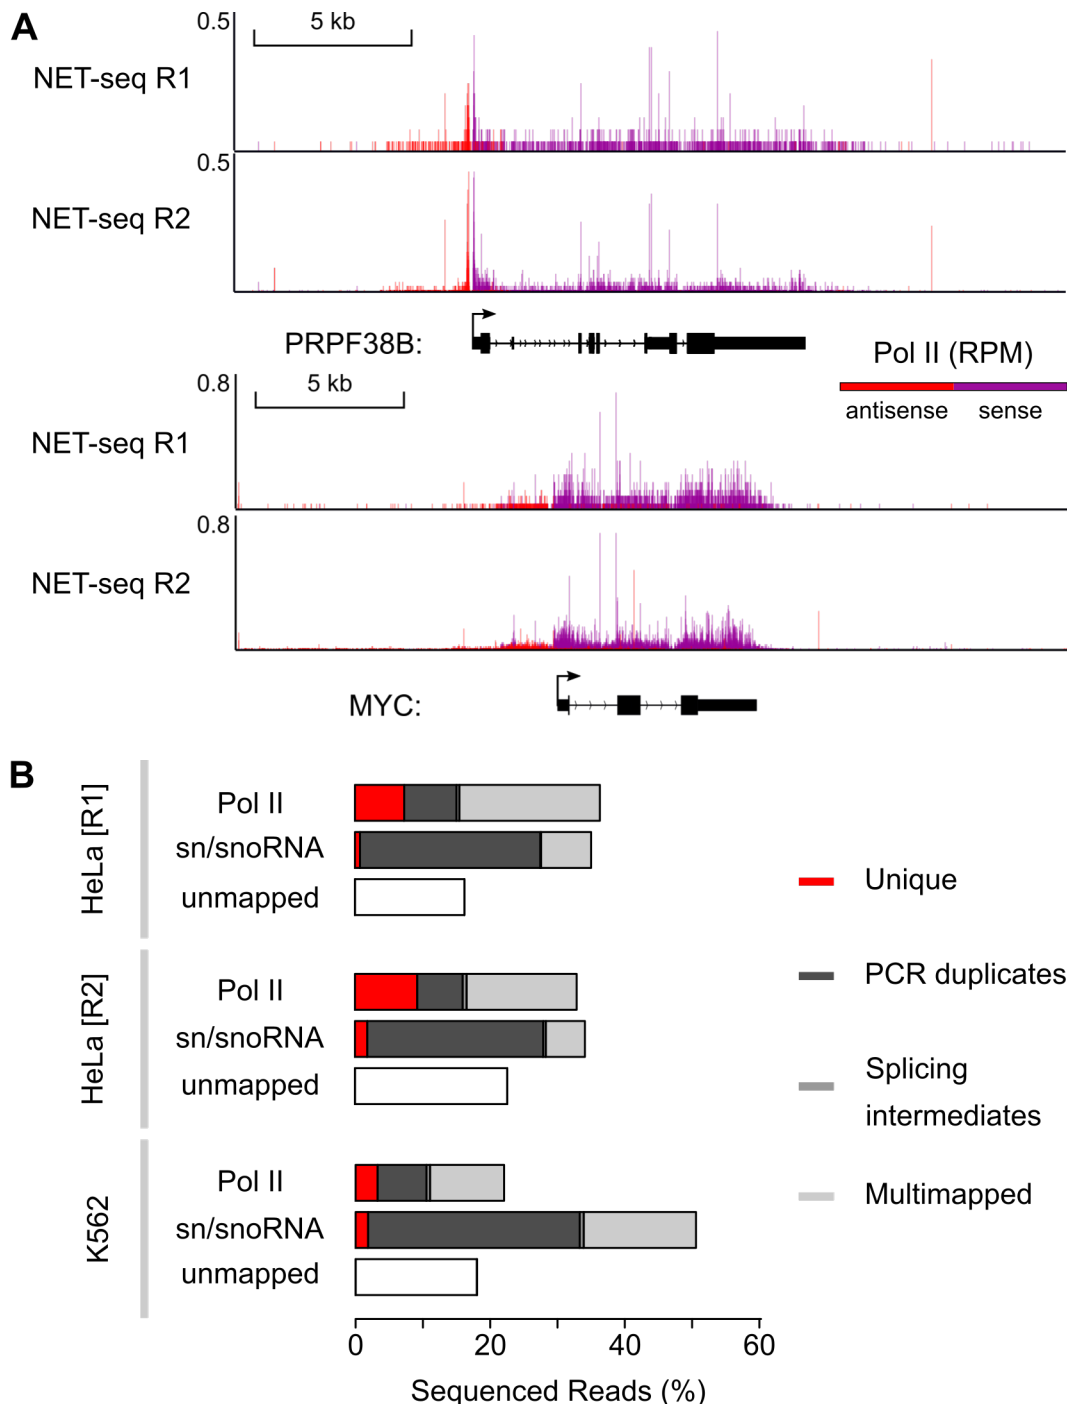 A
0.5
5 kb
NET-seq R1
0.5
NET-seq R2
PRPF38B:
Pol II (RPM)
antisense sense
0.8
5 kb
NET-seq R1
0.8
NET-seq R2
MYC:
B
HeLa [R1]
Pol II
sn/snoRNA
unmapped
HeLa [R2]
Pol II
sn/snoRNA
unmapped
K562
Pol II
sn/snoRNA
unmapped
0 20 40 60
Sequenced Reads (%)
Unique
PCR duplicates
Splicing
intermediates
Multimapped